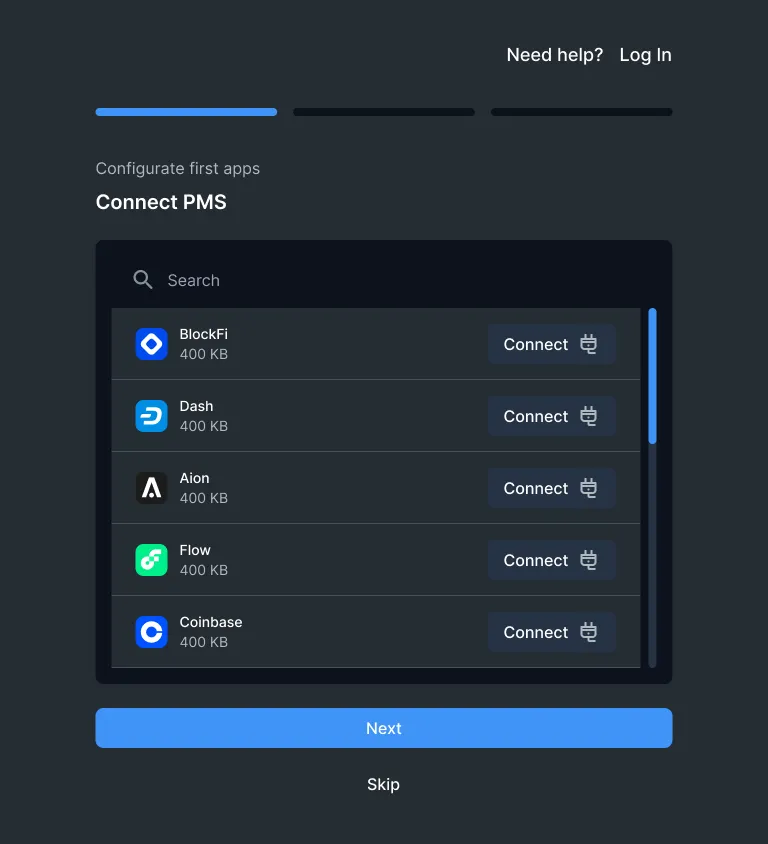 Need help? Log In
Configurate first apps
Connect PMS
Search
BlockFi
400 KB
Connect
Dash
400 KB
Connect
Aion
400 KB
Connect
Flow
400 KB
Connect
Coinbase
400 KB
Connect
Next
Skip